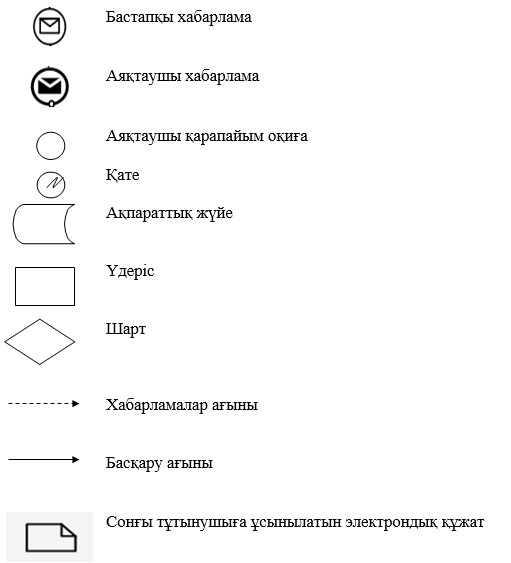 Бастапқы хабарлама
Аяқтаушы хабарлама
Аяқтаушы қарапайым оқиға
Қате
Ақпараттық жүйе
Үдеріс
Шарт
Хабарламалар ағыны
Басқару ағыны
Сонғы тұтынушыға ұсынылатын электрондық құжат